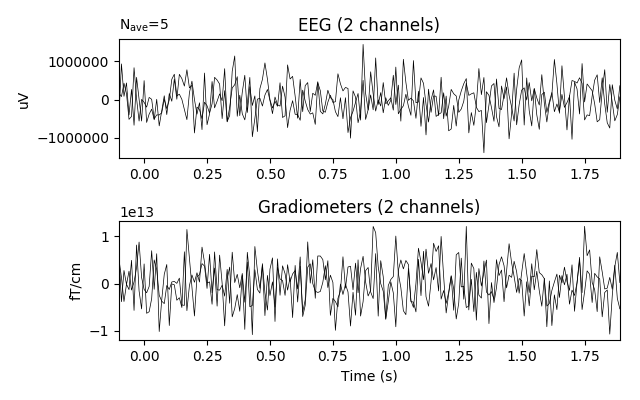 Nave=5
EEG (2 channels)
uV
1000000
0
−1000000
0.00 0.25 0.50 0.75 1.00 1.25 1.50 1.75
1e13
Gradiometers (2 channels)
fT/cm
1
0
−1
0.00 0.25 0.50 0.75 1.00 1.25 1.50 1.75
Time (s)